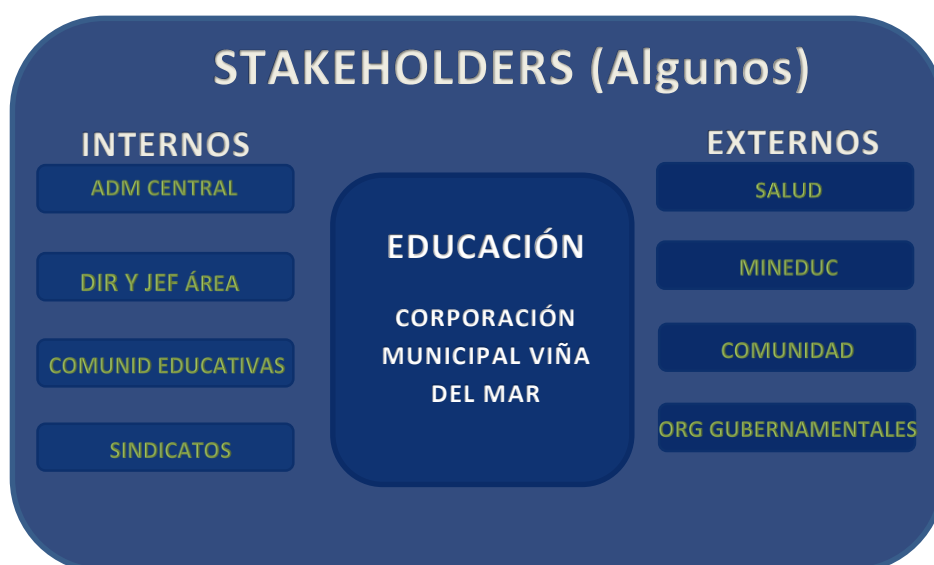 STAKEHOLDERS (Algunos)
INTERNOS
ADM CENTRAL
DIR Y JEF ÁREA
COMUNID EDUCATIVAS
SINDICATOS
EDUCACIÓN
CORPORACIÓN
MUNICIPAL VIÑA
DEL MAR
EXTERNOS
SALUD
MINEDUC
COMUNIDAD
ORG GUBERNAMENTALES